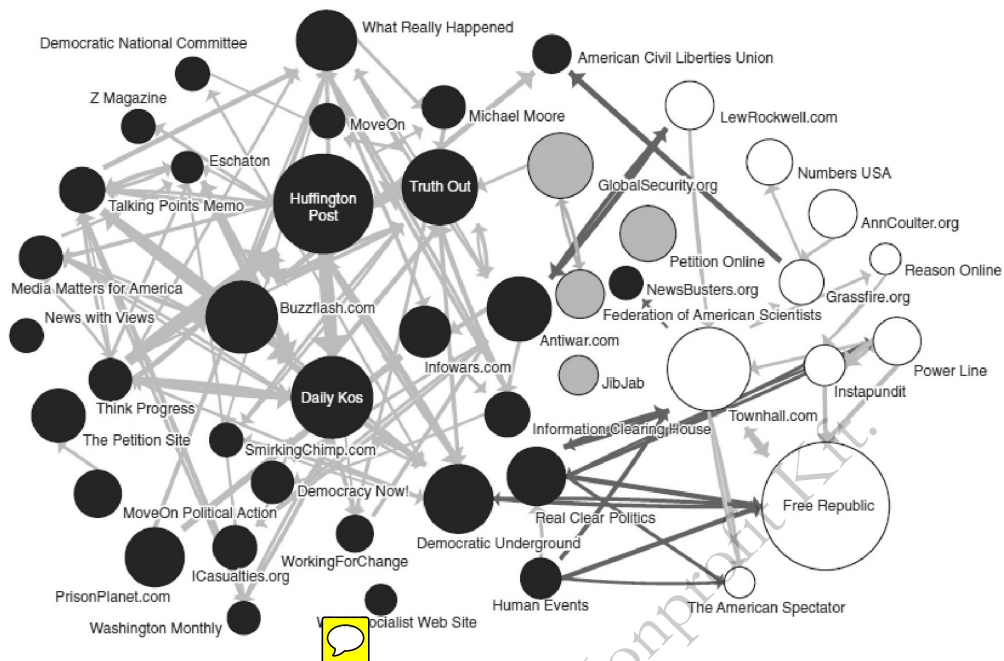 What Really Happened
Democratic National Committee
American Civil Liberties Union
Z Magazine
MoveOn
Michael Moore
LewRockwell.com
Eschaton
Numbers USA
Talking Points Memo
Huffington
Post
Truth Out
GlobalSecurity.org
AnnCoulter.org
Petition Online
Reason Online
Media Matters for America
NewsBusters.org
Grassfire.org
Buzzflash.com
Federation of American Scientists
News with Views
Antiwar.com
Infowars.com
Power Line
JibJab
Instapundit
Daily Kos
Think Progress
Townhall.com
The Petition Site
Information Clearing House
SmirkingChimp.com
Democracy Now!
Free Republic
MoveOn Political Action
Real Clear Politics
Democratic Underground
WorkingForChange
ICasualties.org
PrisonPlanet.com
Human Events
The American Spectator
Washington Monthly
Socialist Web Site
onprofit Kft.